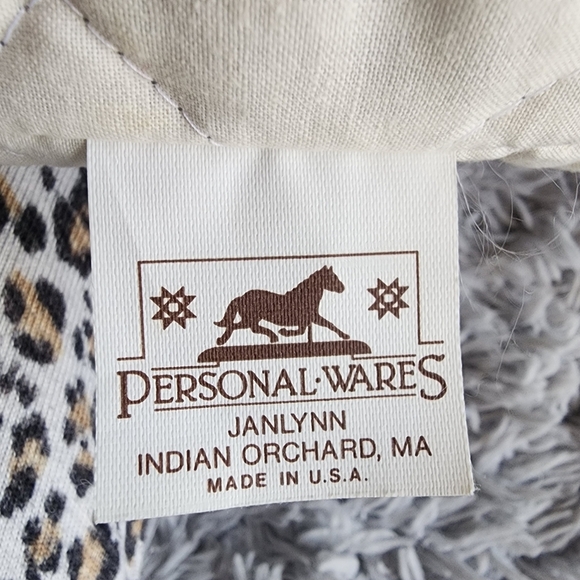 PERSONAL·WARES
JANLYNN
INDIAN ORCHARD, MA
MADE IN U.S.A.